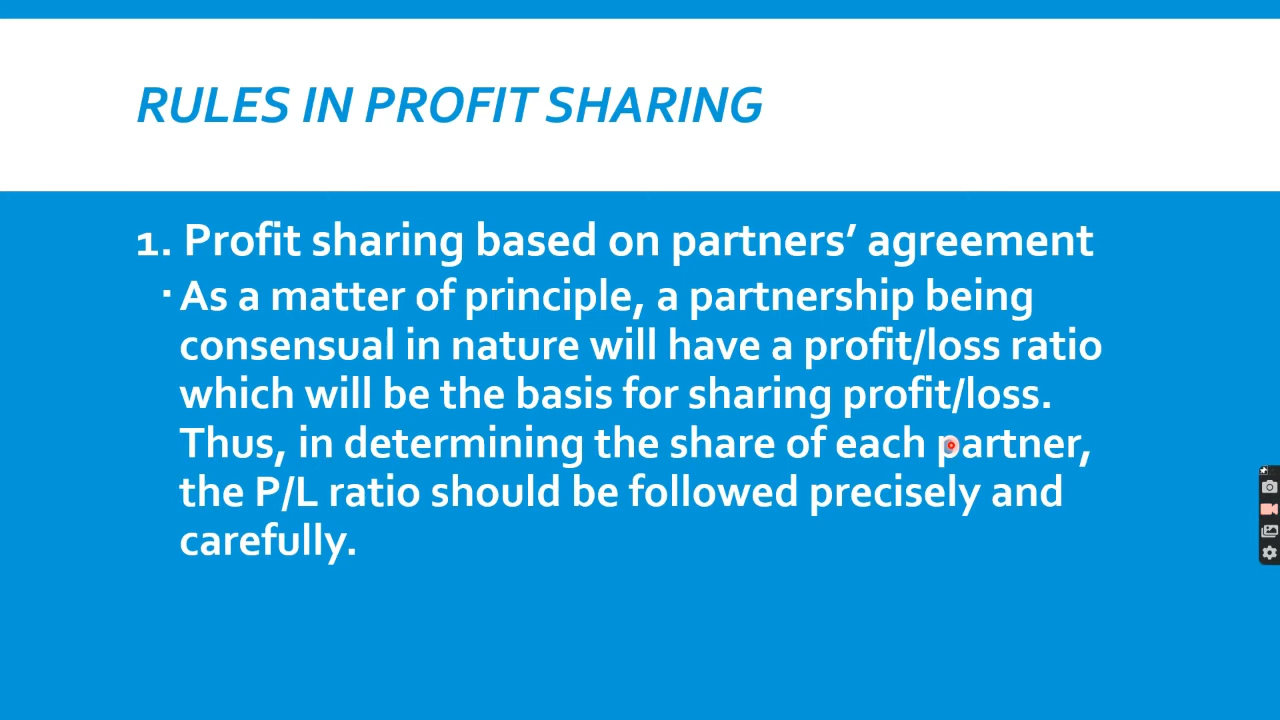 RULES IN PROFIT SHARING
1. Profit sharing based on partners’ agreement
▪ As a matter of principle, a partnership being
consensual in nature will have a profit/loss ratio
which will be the basis for sharing profit/loss.
Thus, in determining the share of each partner,
the P/L ratio should be followed precisely and
carefully.